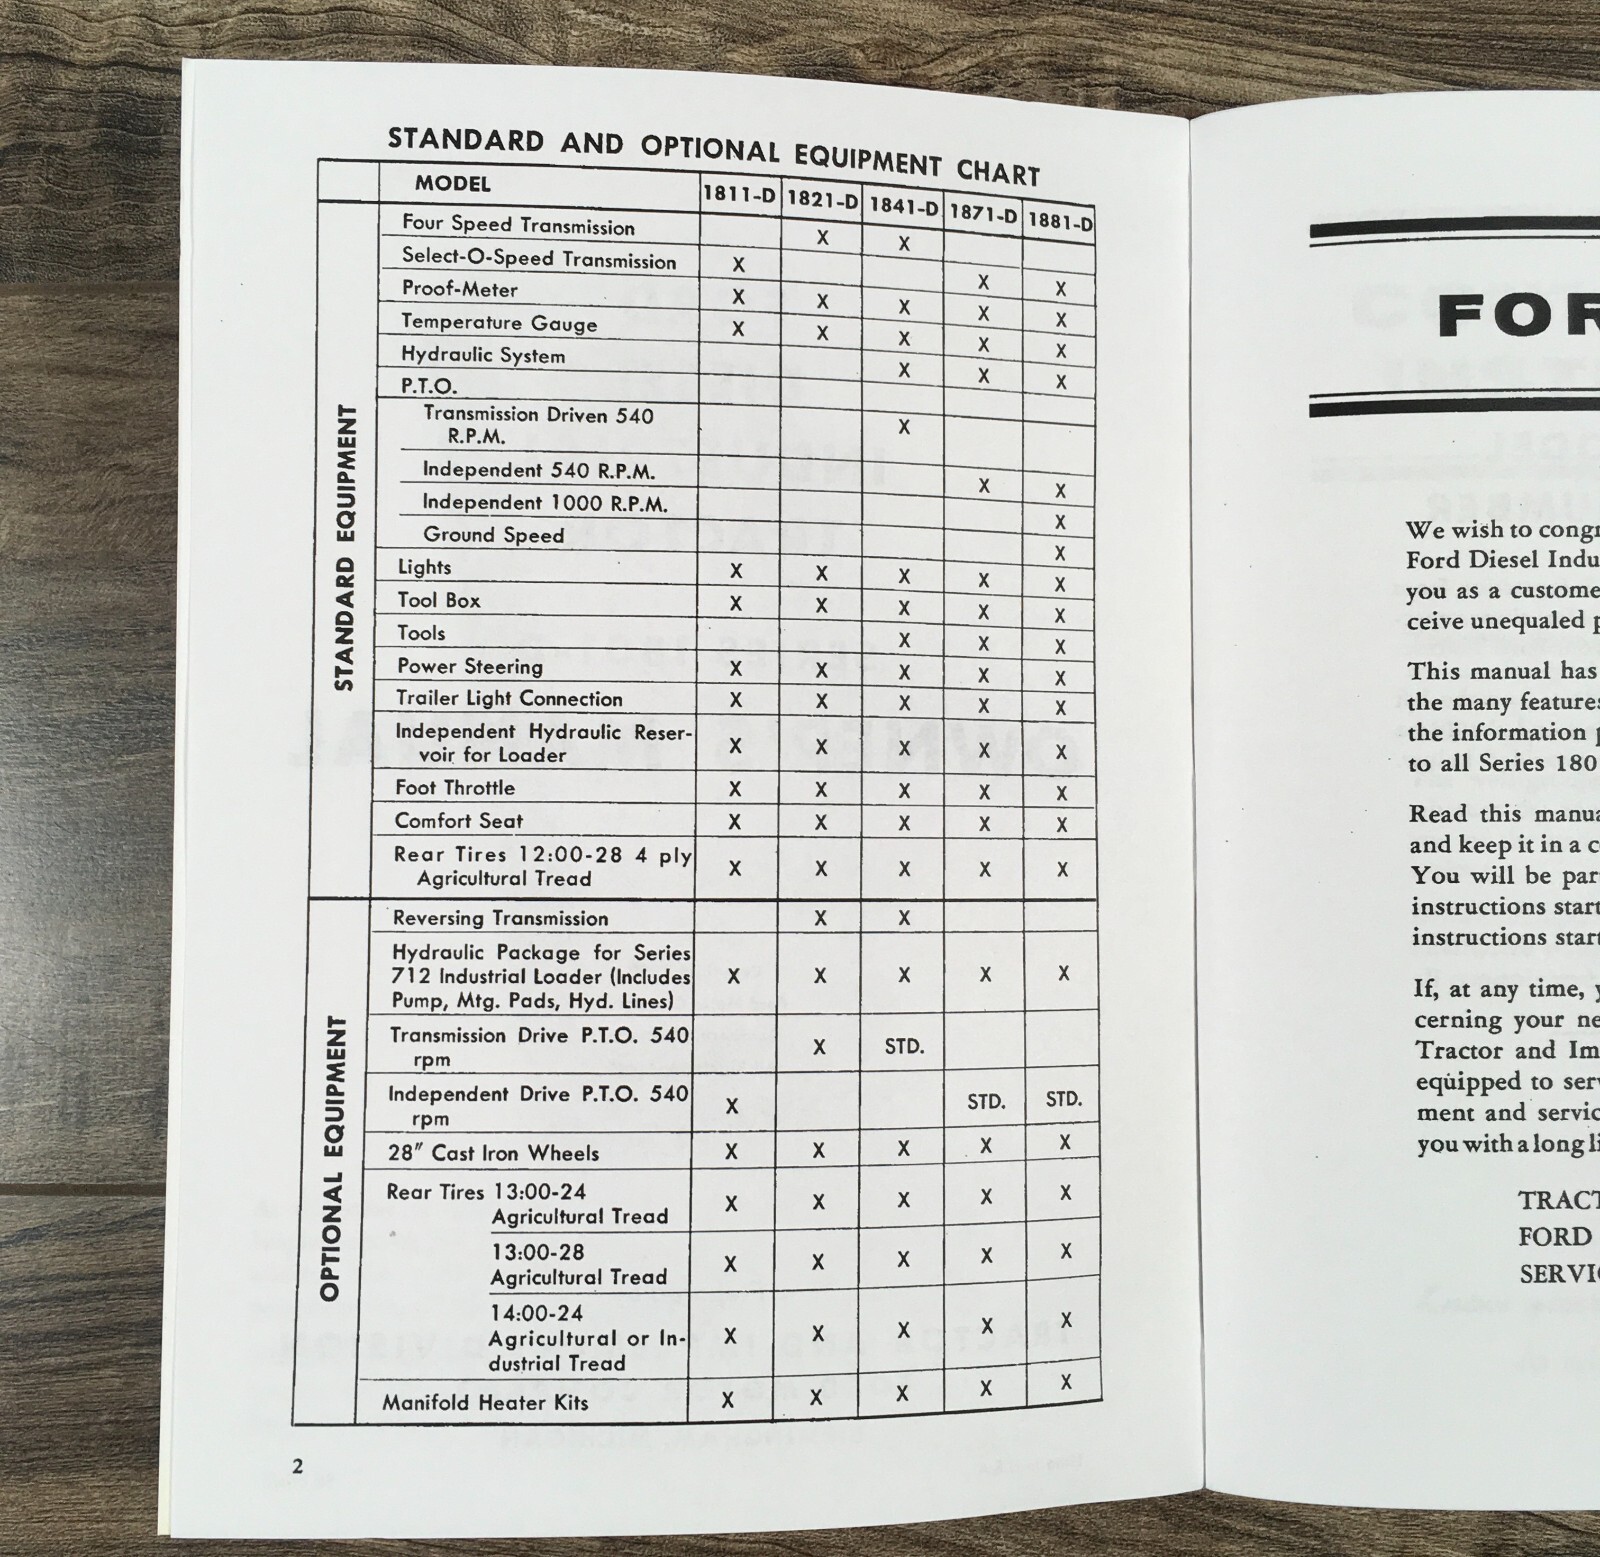 STANDARD AND OPTIONAL EQUIPMENT CHART
MODEL 1811-D 1821-D 1841-D 1871-D 1881-D
STANDARD EQUIPMENT
Four Speed Transmission X X
Select-O-Speed Transmission X X X
Proof-Meter X X X X X
Temperature Gauge X X X X X
Hydraulic System X X X
P.T.O.
Transmission Driven 540 X
R.P.M.
Independent 540 R.P.M. X X
Independent 1000 R.P.M. X
Ground Speed X
Lights X X X X X
Tool Box X X X X X
Tools X X X
Power Steering X X X X X
Trailer Light Connection X X X X X
Independent Hydraulic Reser-
voir for Loader X X X X X
Foot Throttle X X X X X
Comfort Seat X X X X X
Rear Tires 12:00-28 4 ply
Agricultural Tread X X X X X
OPTIONAL EQUIPMENT
Reversing Transmission X X
Hydraulic Package for Series
712 Industrial Loader (Includes X X X X X
Pump, Mtg. Pads, Hyd. Lines)
Transmission Drive P.T.O. 540
rpm X STD.
Independent Drive P.T.O. 540
rpm X STD. STD.
28" Cast Iron Wheels X X X X X
Rear Tires 13:00-24
Agricultural Tread X X X X X
13:00-28
Agricultural Tread X X X X X
14:00-24
Agricultural or In- X X X X X
dustrial Tread
Manifold Heater Kits X X X X X
2
FOR
We wish to congr
Ford Diesel Indu
you as a custome
ceive unequaled p
This manual has
the many features
the information p
to all Series 180
Read this manua
and keep it in a c
You will be par
instructions start
instructions start
If, at any time, y
cerning your ne
Tractor and Im
equipped to serv
ment and servic
you with a long li
TRACT
FORD
SERVI